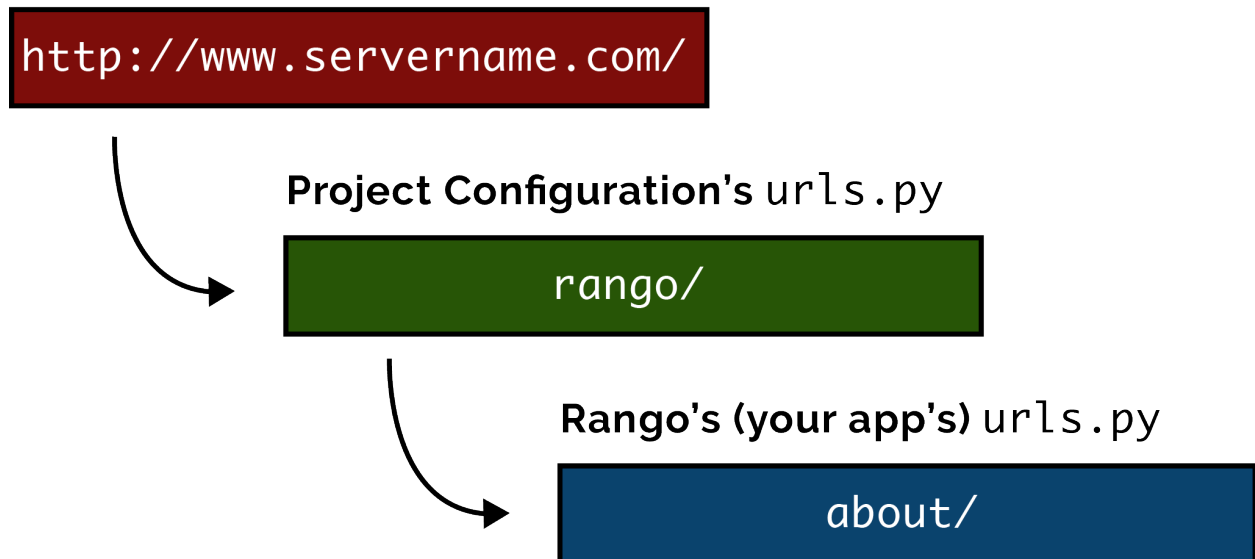 http://www.servername.com/
Project Configuration’s urls.py
rango/
Rango’s (your app’s) urls.py
about/